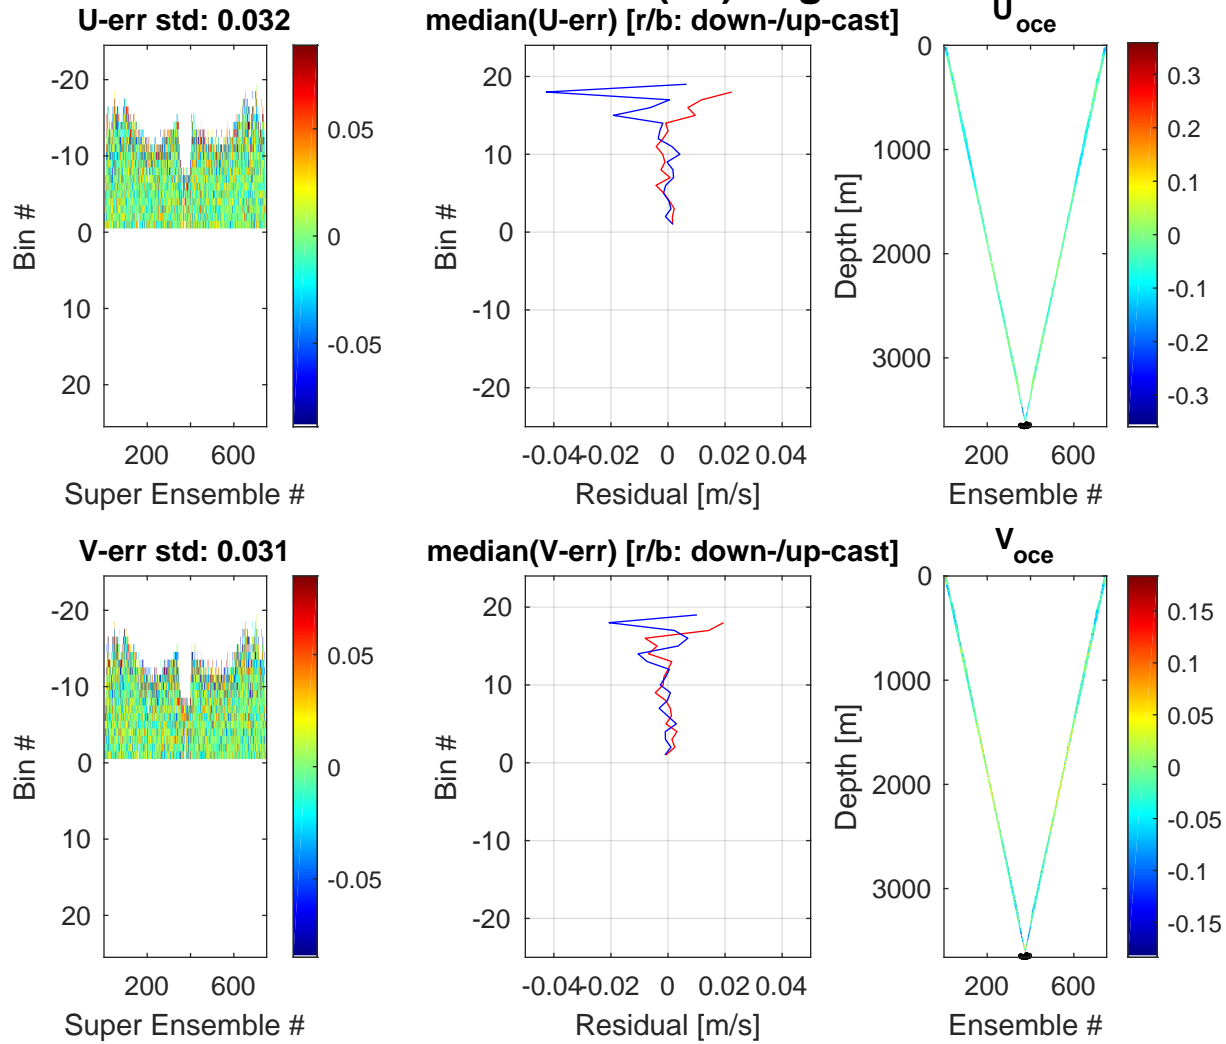 U-err std: 0.032
median(U-err) [r/b: down-/up-cast]
U oce
-20
-10
0
10
20
Bin #
200 600
Super Ensemble #
0.05
0
-0.05
20
10
0
-10
-20
Bin #
-0.04 -0.02 0 0.02 0.04
Residual [m/s]
0
1000
2000
3000
Depth [m]
200 600
Ensemble #
0.3
0.2
0.1
0
-0.1
-0.2
-0.3
V-err std: 0.031
median(V-err) [r/b: down-/up-cast]
V oce
-20
-10
0
10
20
Bin #
200 600
Super Ensemble #
0.05
0
-0.05
20
10
0
-10
-20
Bin #
-0.04 -0.02 0 0.02 0.04
Residual [m/s]
0
1000
2000
3000
Depth [m]
200 600
Ensemble #
0.15
0.1
0.05
0
-0.05
-0.1
-0.15